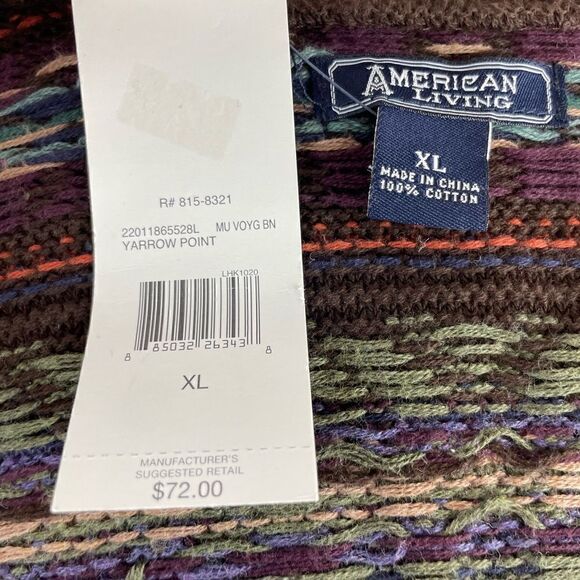 R# 815-8321
22011865528L MU VOYG BN
YARROW POINT
LHK1020
8 85032 26343 8
XL
MANUFACTURER'S
SUGGESTED RETAIL
$72.00
AMERICAN
LIVING
XL
MADE IN CHINA
100% COTTON